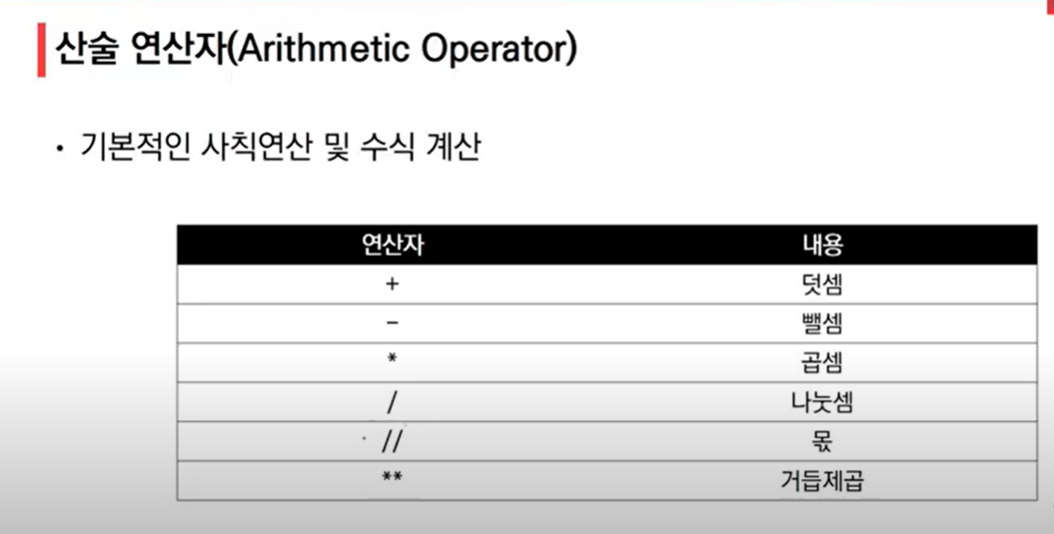 산술 연산자(Arithmetic Operator)
• 기본적인 사칙연산 및 수식 계산
연산자 내용
+ 덧셈
- 뺄셈
* 곱셈
/ 나눗셈
// 몫
** 거듭제곱